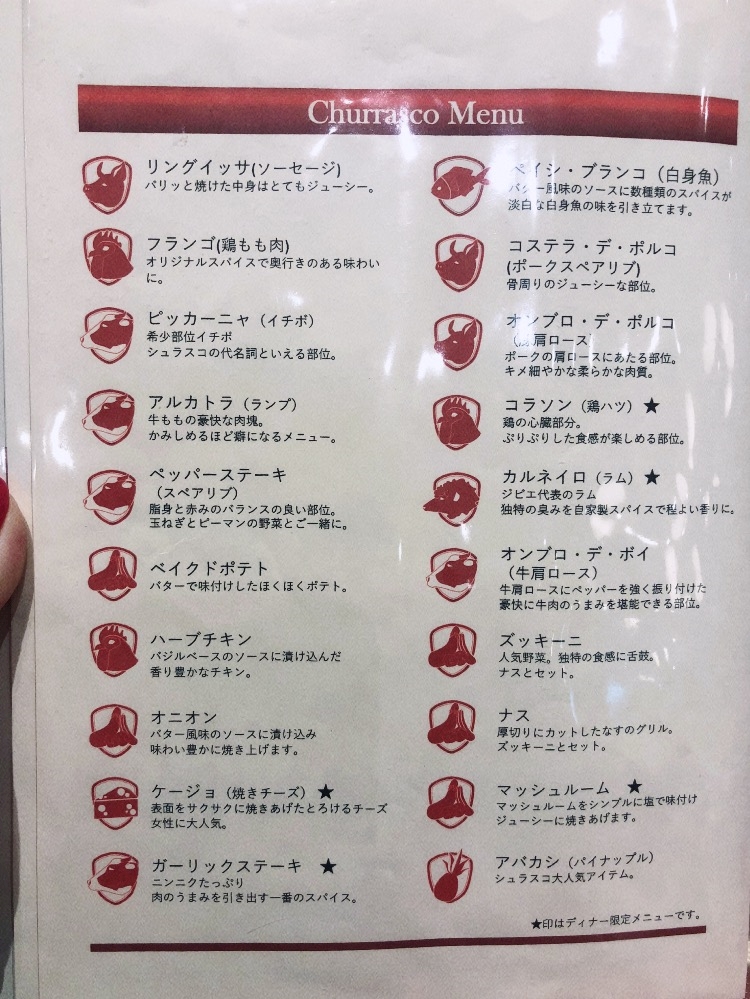 Churrasco Menu
リングイッサ(ソーセージ)
パリッと焼けた中身はとてもジューシー。
フランゴ(鶏もも肉)
オリジナルスパイスで奥行きのある味わい
に。
ピッカーニャ（イチボ）
希少部位イチボ
シュラスコの代名詞といえる部位。
アルカトラ（ランプ）
牛ももの豪快な肉塊。
かみしめるほど癖になるメニュー。
ペッパーステーキ
（スペアリブ）
脂身と赤みのバランスの良い部位。
玉ねぎとピーマンの野菜とご一緒に。
ベイクドポテト
バターで味付けしたほくほくポテト。
ハーブチキン
バジルベースのソースに漬け込んだ
香り豊かなチキン。
オニオン
バター風味のソースに漬け込み
味わい豊かに焼き上げます。
ケージョ（焼きチーズ）★
表面をサクサクに焼きあげたとろけるチーズ
女性に大人気。
ガーリックステーキ ★
ニンニクたっぷり
肉のうまみを引き出す一番のスパイス。
ペイシ・ブランコ（白身魚）
バター風味のソースに数種類のスパイスが
淡白な白身魚の味を引き立てます。
コステラ・デ・ポルコ
(ポークスペアリブ)
骨周りのジューシーな部位。
オンブロ・デ・ポルコ
肩ロース）
ポークの肩ロースにあたる部位。
キメ細やかな柔らかな肉質。
コラソン（鶏ハツ）★
鶏の心臓部分。
ぷりぷりした食感が楽しめる部位。
カルネイロ（ラム）★
ジビエ代表のラム
独特の臭みを自家製スパイスで程よい香りに。
オンブロ・デ・ボイ
（牛肩ロース）
牛肩ロースにペッパーを強く振り付けた
豪快に牛肉のうまみを堪能できる部位。
ズッキーニ
人気野菜。独特の食感に舌鼓。
ナスとセット。
ナス
厚切りにカットしたなすのグリル。
ズッキーニとセット。
マッシュルーム ★
マッシュルームをシンプルに塩で味付け
ジューシーに焼きあげます。
アバカシ（パイナップル）
シュラスコ大人気アイテム。
★印はディナー限定メニューです。